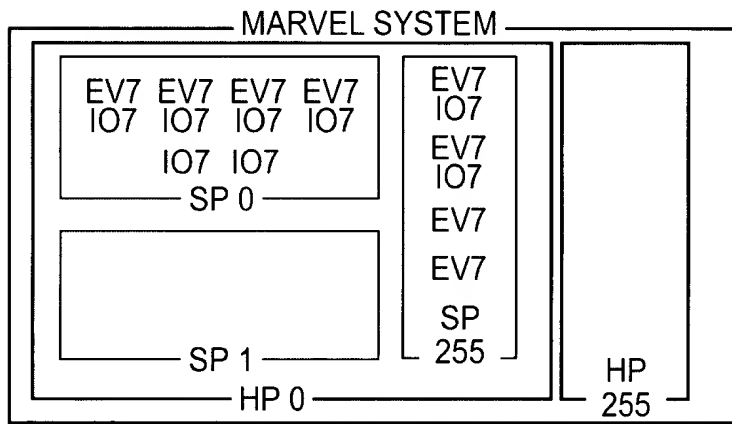 MARVEL SYSTEM
EV7 EV7 EV7 EV7
IO7 IO7 IO7 IO7
IO7 IO7
SP 0
SP 1
EV7
IO7
EV7
IO7
EV7
EV7
SP
255
HP 0
HP
255